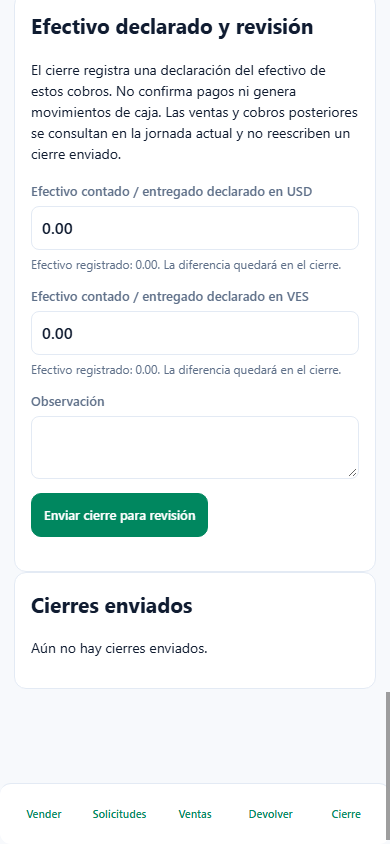 Efectivo declarado y revisión
El cierre registra una declaración del efectivo de
estos cobros. No confirma pagos ni genera
movimientos de caja. Las ventas y cobros posteriores
se consultan en la jornada actual y no reescriben un
cierre enviado.
Efectivo contado / entregado declarado en USD
0.00
Efectivo registrado: 0.00. La diferencia quedará en el cierre.
Efectivo contado / entregado declarado en VES
0.00
Efectivo registrado: 0.00. La diferencia quedará en el cierre.
Observación
Enviar cierre para revisión
Cierres enviados
Aún no hay cierres enviados.
Vender Solicitudes Ventas Devolver Cierre